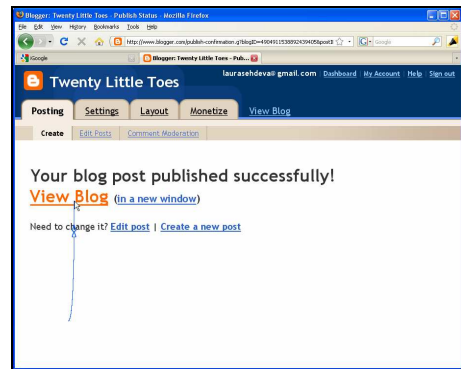 Blogger: Twenty Little Toes - Publish Status - Mozilla Firefox
File Edit View History Bookmarks Tools Help
Google
iGoogle
Blogger: Twenty Little Toes - Pub...
Twenty Little Toes
laurasehdeva@gmail.com Dashboard My Account Help Sign out
Posting Settings Layout Monetize View Blog
Create Edit Posts Comment Moderation
Your blog post published successfully!
View Blog (in a new window)
Need to change it? Edit post | Create a new post